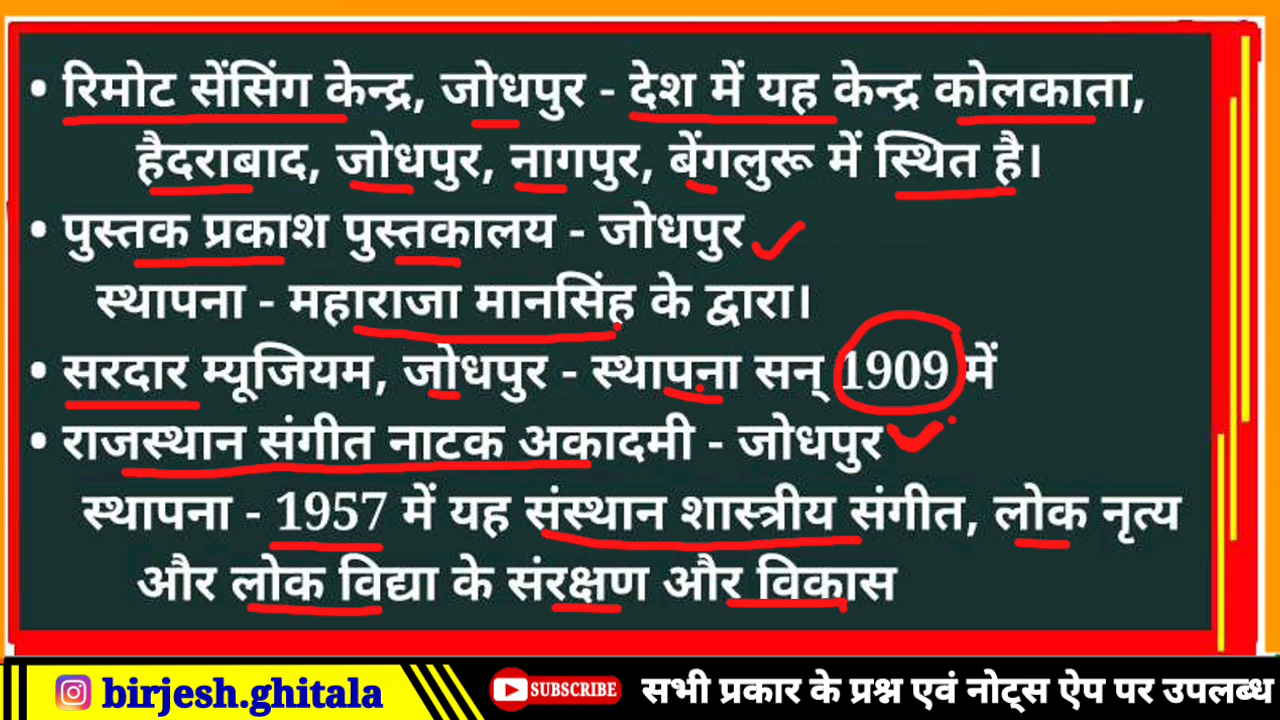 • रिमोट सेंसिंग केन्द्र, जोधपुर - देश में यह केन्द्र कोलकाता,
हैदराबाद, जोधपुर, नागपुर, बेंगलुरू में स्थित है।
• पुस्तक प्रकाश पुस्तकालय - जोधपुर
स्थापना - महाराजा मानसिंह के द्वारा।
• सरदार म्यूजियम, जोधपुर - स्थापना सन् 1909 में
• राजस्थान संगीत नाटक अकादमी - जोधपुर
स्थापना - 1957 में यह संस्थान शास्त्रीय संगीत, लोक नृत्य
और लोक विद्या के संरक्षण और विकास
birjesh.ghitala SUBSCRIBE सभी प्रकार के प्रश्न एवं नोट्स ऐप पर उपलब्ध